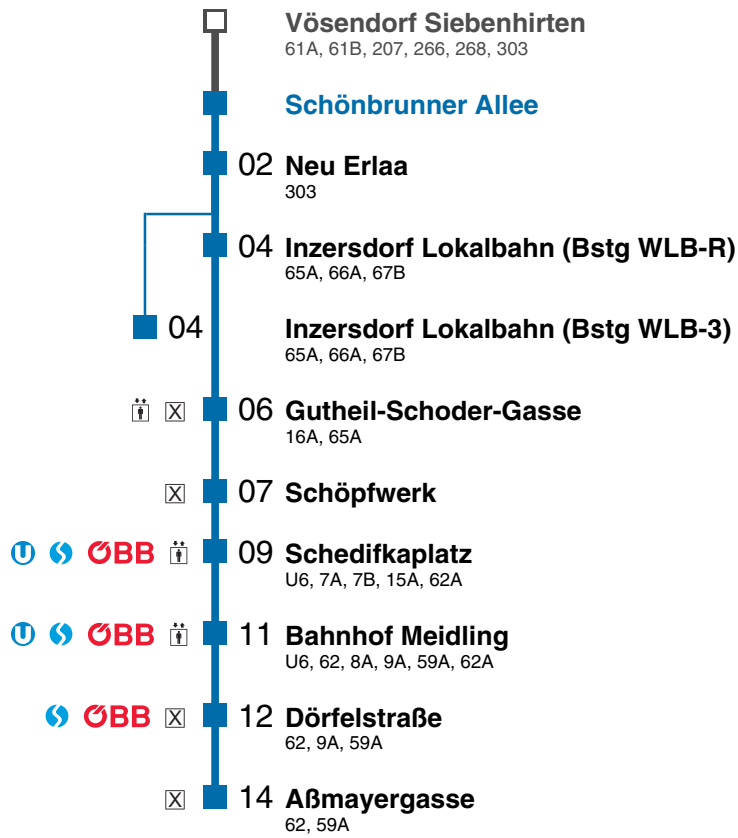 Vösendorf Siebenhirten
61A, 61B, 207, 266, 268, 303
Schönbrunner Allee
02 Neu Erlaa
303
04 Inzersdorf Lokalbahn (Bstg WLB-R)
65A, 66A, 67B
04 Inzersdorf Lokalbahn (Bstg WLB-3)
65A, 66A, 67B
X 06 Gutheil-Schoder-Gasse
16A, 65A
X 07 Schöpfwerk
U ÖBB 09 Schedifkaplatz
U6, 7A, 7B, 15A, 62A
U ÖBB 11 Bahnhof Meidling
U6, 62, 8A, 9A, 59A, 62A
ÖBB X 12 Dörfelstraße
62, 9A, 59A
X 14 Aßmayergasse
62, 59A